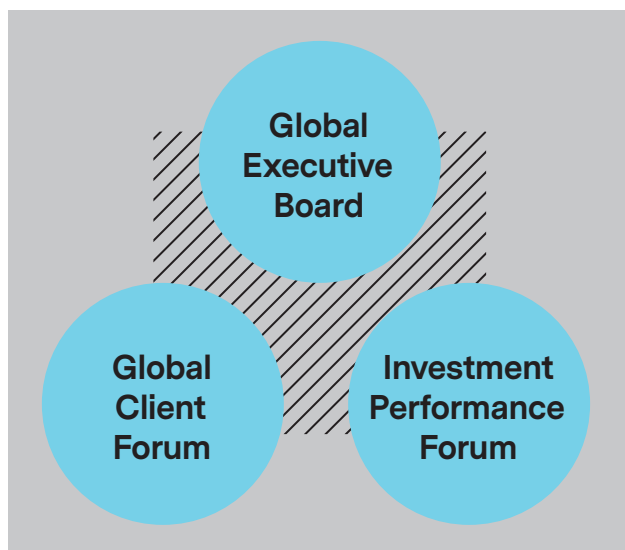 Global
Executive
Board
Global
Client
Forum
Investment
Performance
Forum